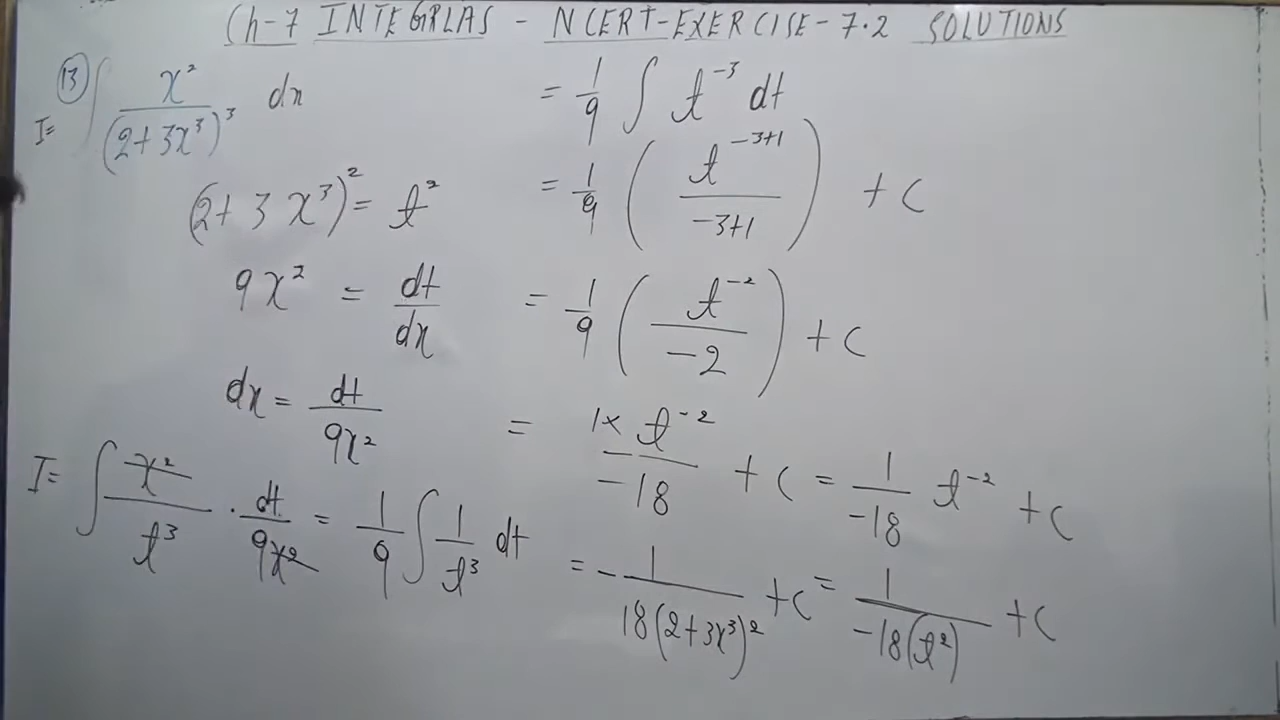 Ch-7 INTEGRLAS - NCERT-EXERCISE-7.2 SOLUTIONS
13 I= ∫ x² / (2+3x³)³ dx
(2+3x³)² = t²
9x² = dt/dx
dx = dt/9x²
I= ∫ x²/t³ · dt/9x² = 1/9 ∫ 1/t³ dt
= 1/9 ∫ t⁻³ dt
= 1/9 ( t⁻³⁺¹ / -3+1 ) + C
= 1/9 ( t⁻² / -2 ) + C
= 1× t⁻² / -18 + C = 1/-18 t⁻² + C
= - 1 / 18(2+3x³)² + C = 1 / -18(t²) + C